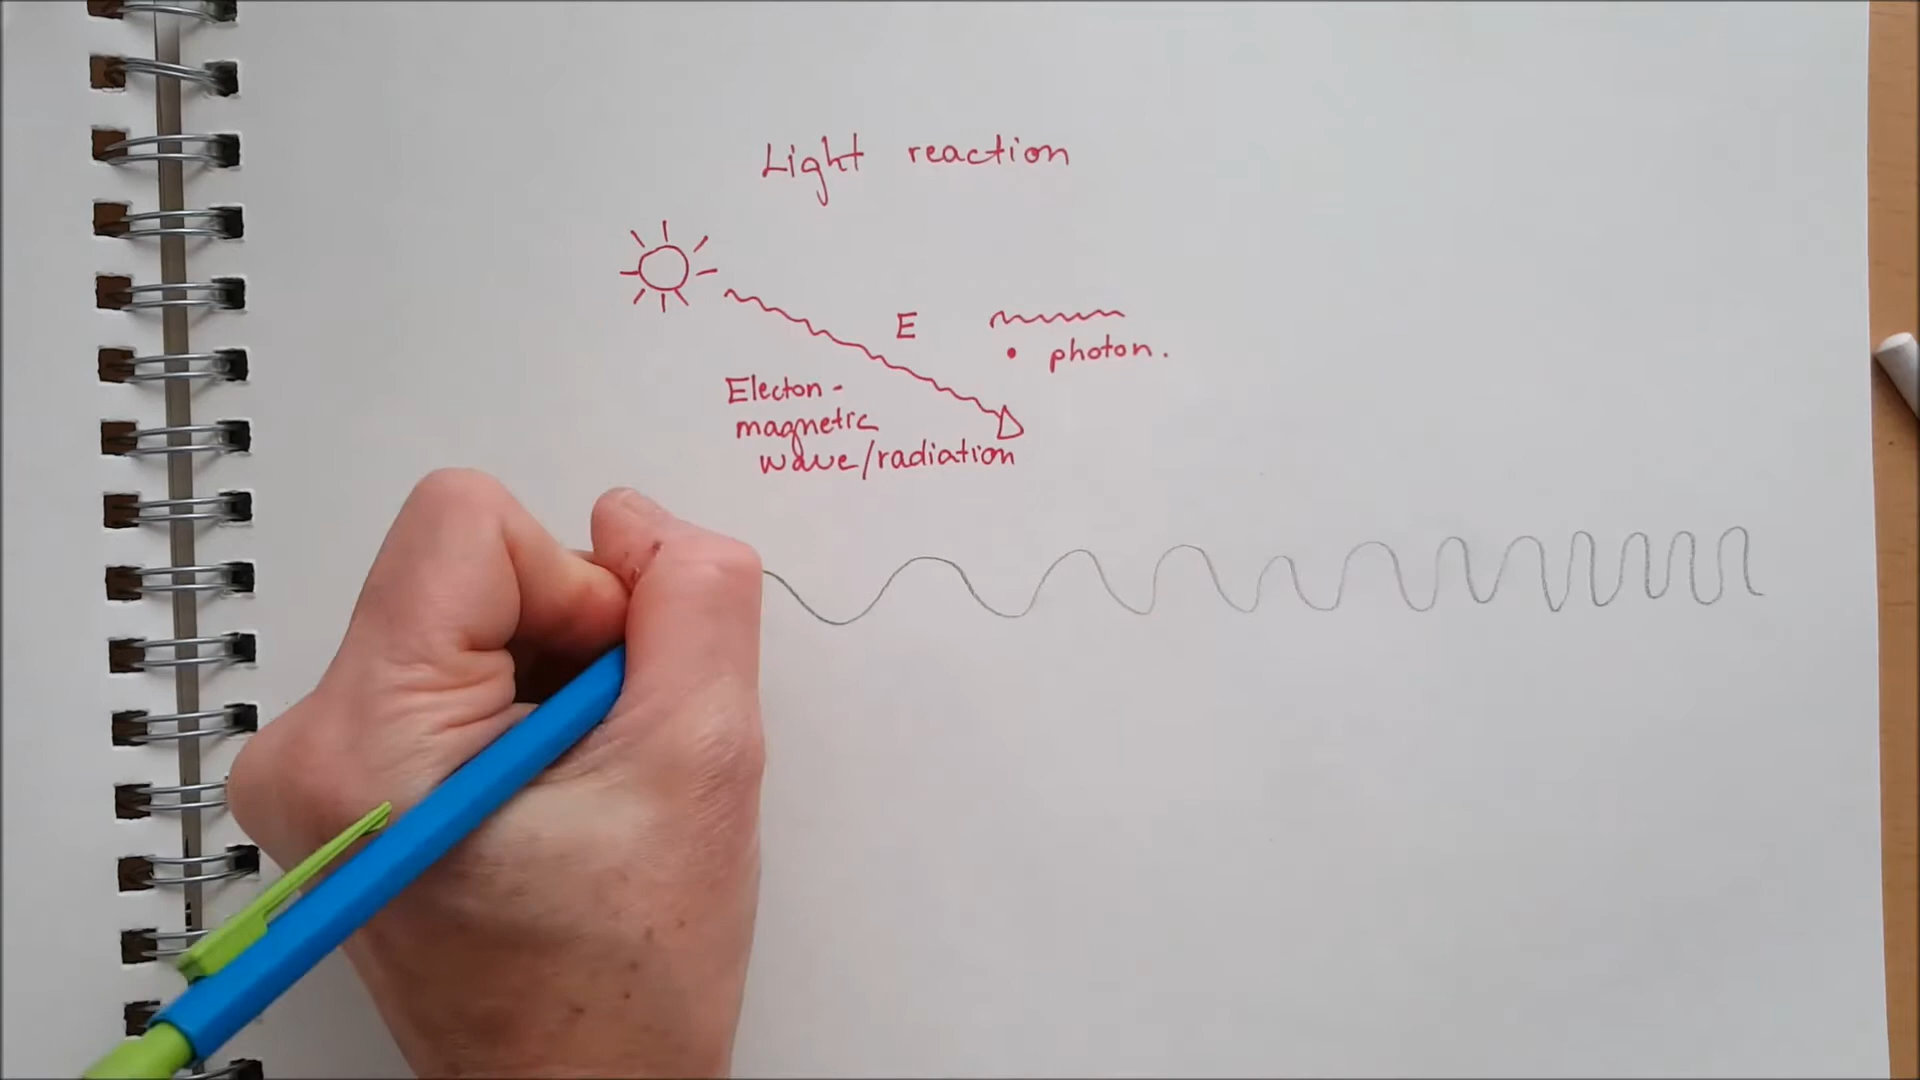 Light reaction
E
• photon.
Electon-
magnetic
wave/radiation